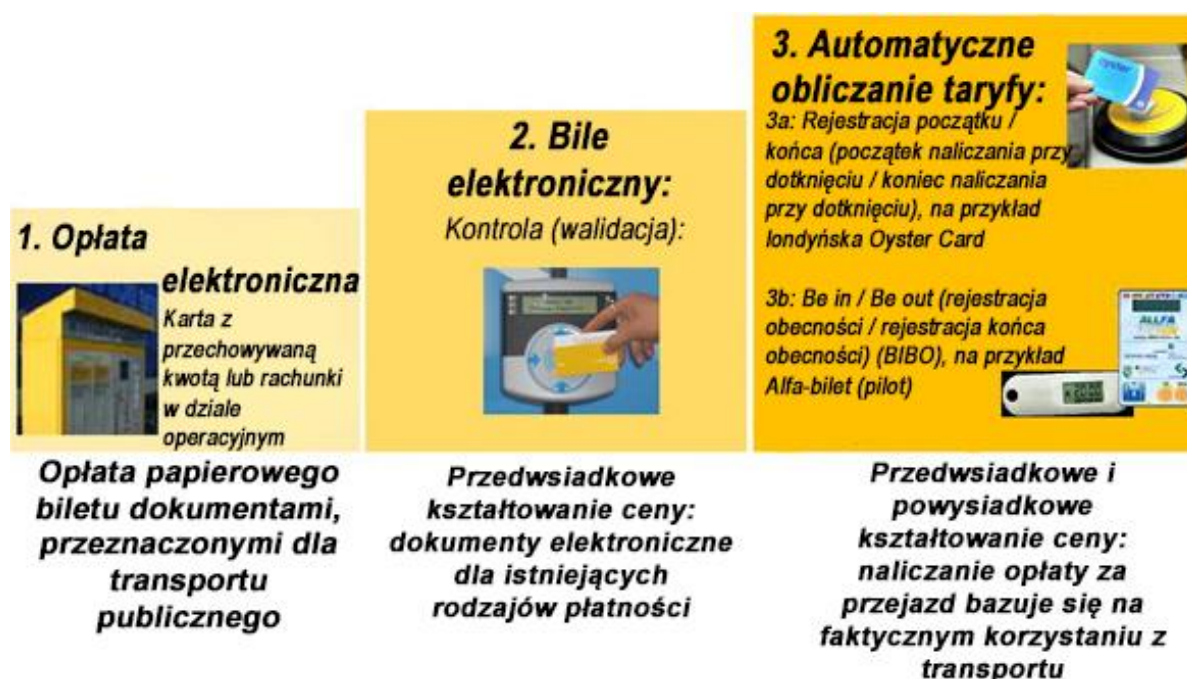 1. Opłata
elektroniczna
Karta z
przechowywaną
kwotą lub rachunki
w dziale
operacyjnym
Opłata papierowego
biletu dokumentami,
przeznaczonymi dla
transportu
publicznego
2. Bile
elektroniczny:
Kontrola (walidacja):
Przedwsiadkowe
kształtowanie ceny:
dokumenty elektroniczne
dla istniejących
rodzajów płatności
3. Automatyczne
obliczanie taryfy:
3a: Rejestracja początku /
końca (początek naliczania przy
dotknięciu / koniec naliczania
przy dotknięciu), na przykład
londyńska Oyster Card
oyster
3b: Be in / Be out (rejestracja
obecności / rejestracja końca
obecności) (BIBO), na przykład
Alfa-bilet (pilot)
ALLFA
Przedwsiadkowe i
powysiadkowe
kształtowanie ceny:
naliczanie opłaty za
przejazd bazuje się na
faktycznym korzystaniu z
transportu